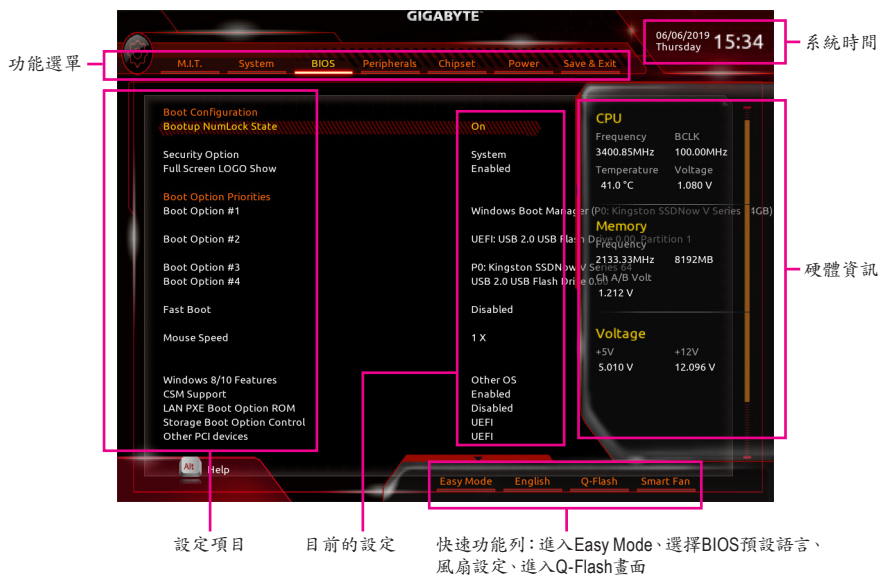 GIGABYTE
06/06/2019
Thursday
15:34
系統時間
功能選單
M.I.T. System BIOS Peripherals Chipset Power Save & Exit
Boot Configuration
Bootup NumLock State On
Security Option System
Full Screen LOGO Show Enabled
Boot Option Priorities
Boot Option #1 Windows Boot Manager (P0: Kingston SSDNow V Series 4GB)
Boot Option #2 UEFI: USB 2.0 USB Flash Drive 0.00, Partition 1
Boot Option #3 P0: Kingston SSDNow V Series 64
Boot Option #4 USB 2.0 USB Flash Drive 0.00
Fast Boot Disabled
Mouse Speed 1 X
Windows 8/10 Features Other OS
CSM Support Enabled
LAN PXE Boot Option ROM Disabled
Storage Boot Option Control UEFI
Other PCI devices UEFI
CPU
Frequency BCLK
3400.85MHz 100.00MHz
Temperature Voltage
41.0 °C 1.080 V
Memory
Frequency
2133.33MHz 8192MB
Ch A/B Volt
1.212 V
Voltage
+5V +12V
5.010 V 12.096 V
硬體資訊
Alt Help
Easy Mode English Q-Flash Smart Fan
設定項目
目前的設定
快速功能列：進入Easy Mode、選擇BIOS預設語言、
風扇設定、進入Q-Flash畫面